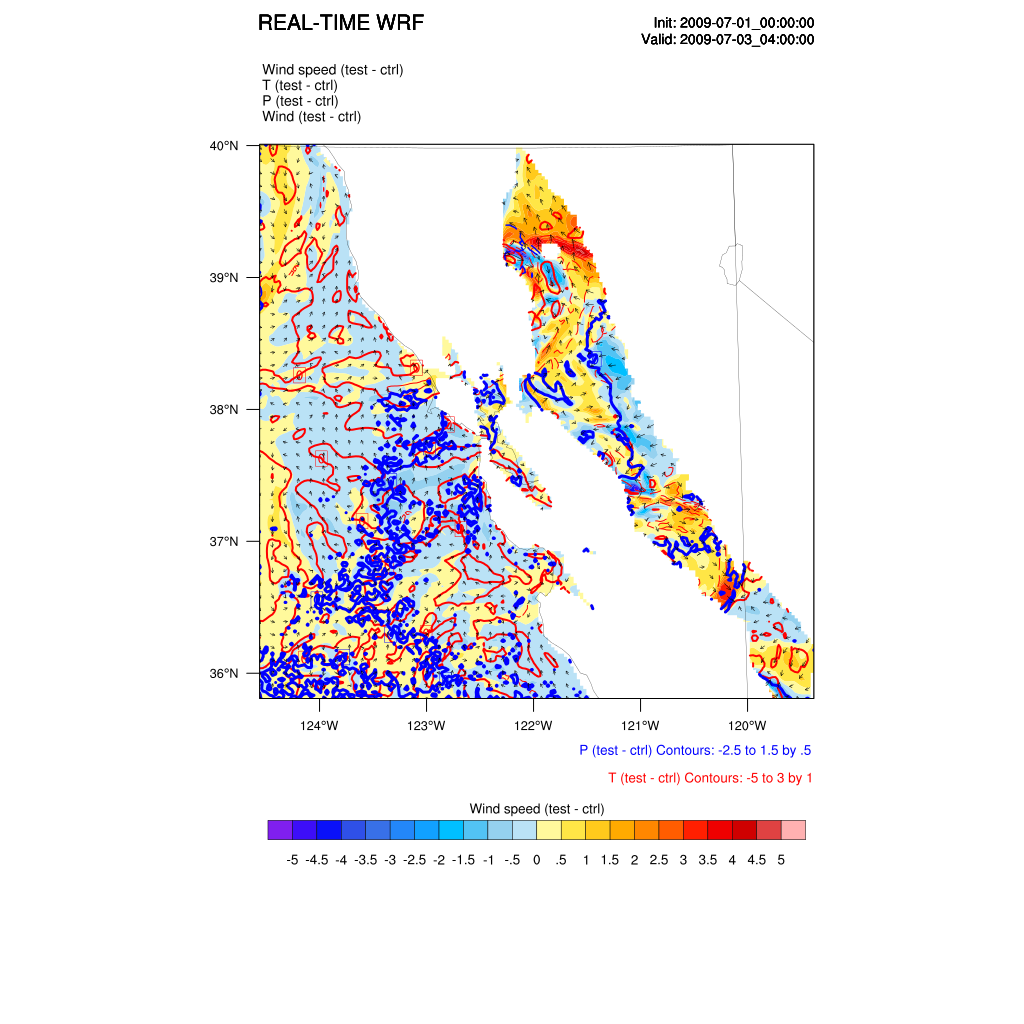 REAL-TIME WRF
Init: 2009-07-01_00:00:00
Valid: 2009-07-03_04:00:00
Wind speed (test - ctrl)
T (test - ctrl)
P (test - ctrl)
Wind (test - ctrl)
40°N
39°N
38°N
37°N
36°N
0
0
0
124°W 123°W 122°W 121°W 120°W
P (test - ctrl) Contours: -2.5 to 1.5 by .5
T (test - ctrl) Contours: -5 to 3 by 1
Wind speed (test - ctrl)
-5 -4.5 -4 -3.5 -3 -2.5 -2 -1.5 -1 -.5 0 .5 1 1.5 2 2.5 3 3.5 4 4.5 5